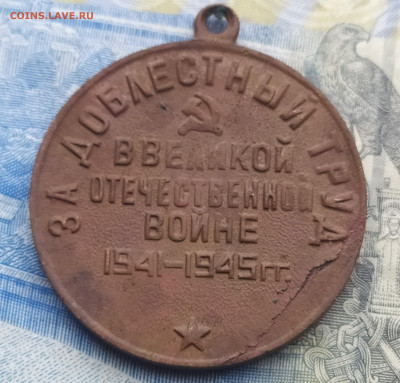 COINS.LAVE.RU
ЗА ДОБЛЕСТНЫЙ ТРУД
В ВЕЛИКОЙ
ОТЕЧЕСТВЕННОЙ
ВОЙНЕ
1941-1945 гг.